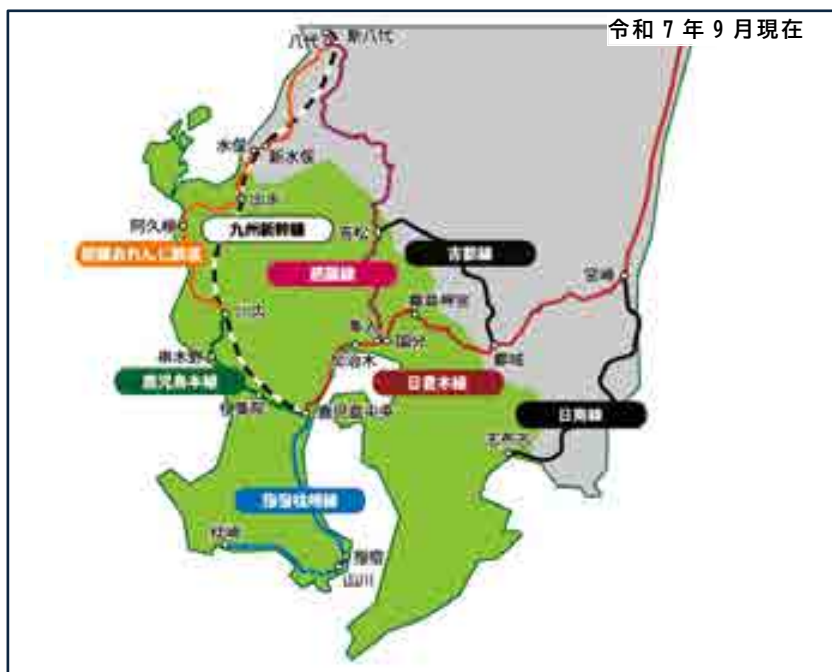 令和7年9月現在
八代
新八代
水俣
新水俣
出水
阿久根
九州新幹線
吉松
肥薩おれんじ鉄道
肥薩線
吉都線
宮崎
霧島神宮
川内
隼人
国分
都城
串木野
加治木
鹿児島本線
日豊本線
伊集院
鹿児島中央
日南線
志布志
指宿枕崎線
枕崎
指宿
山川